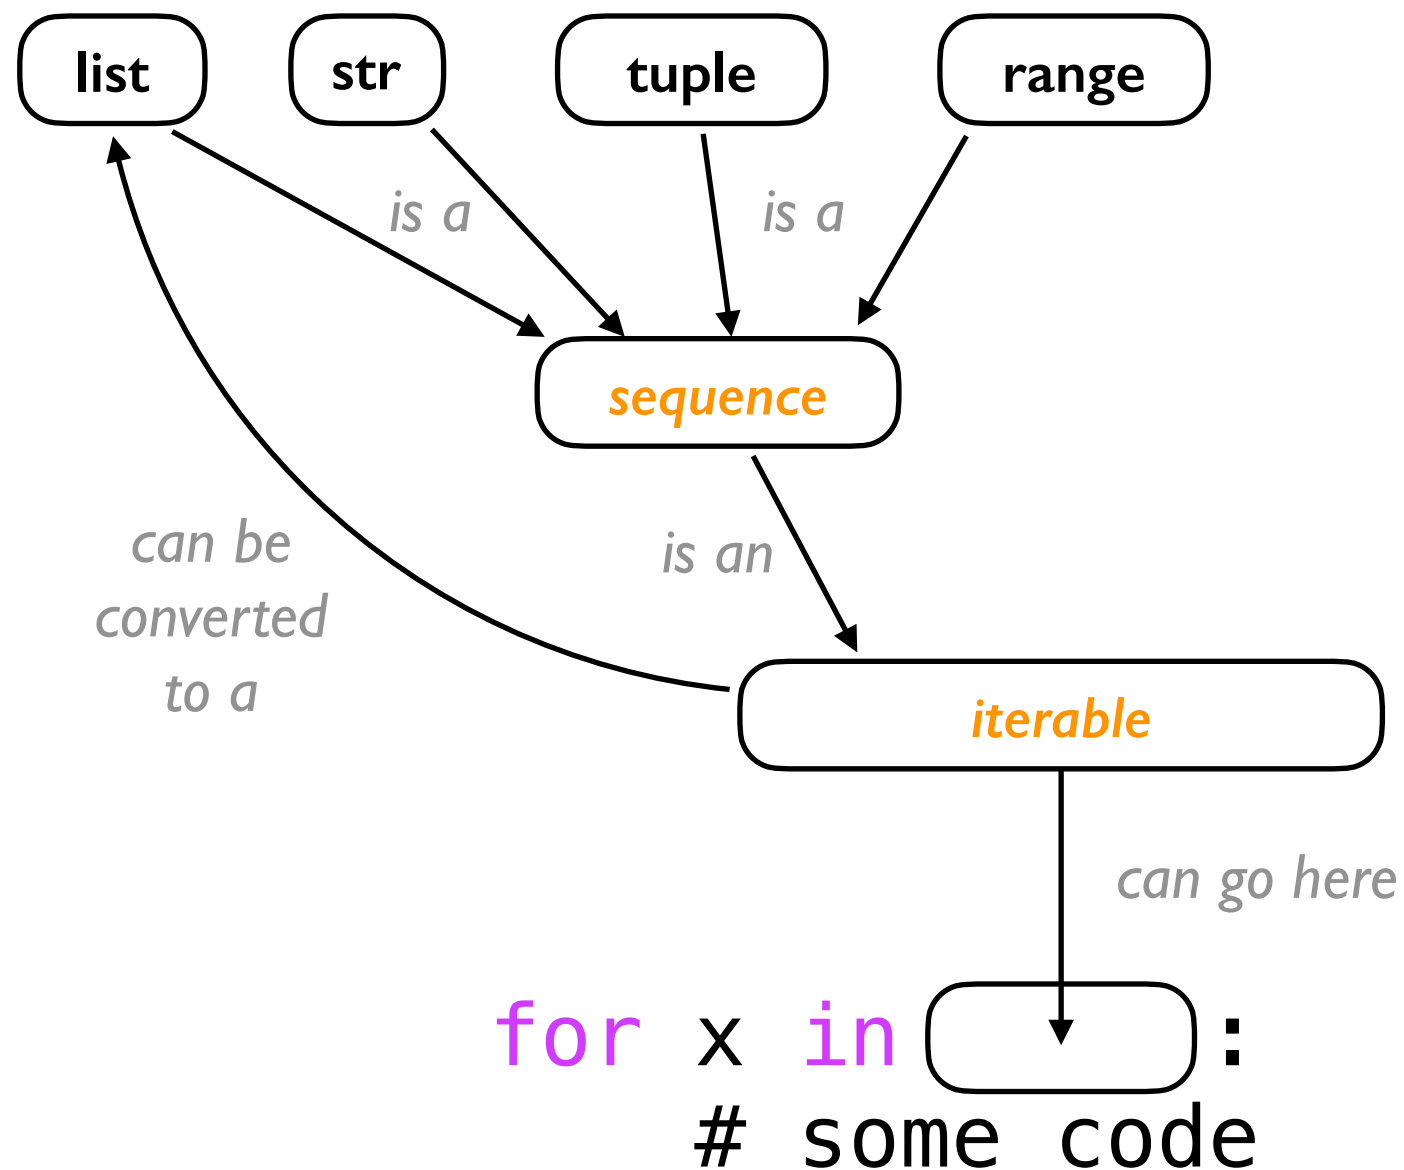 list
str
tuple
range
is a
is a
sequence
can be
converted
to a
is an
iterable
can go here
for x in :
# some code